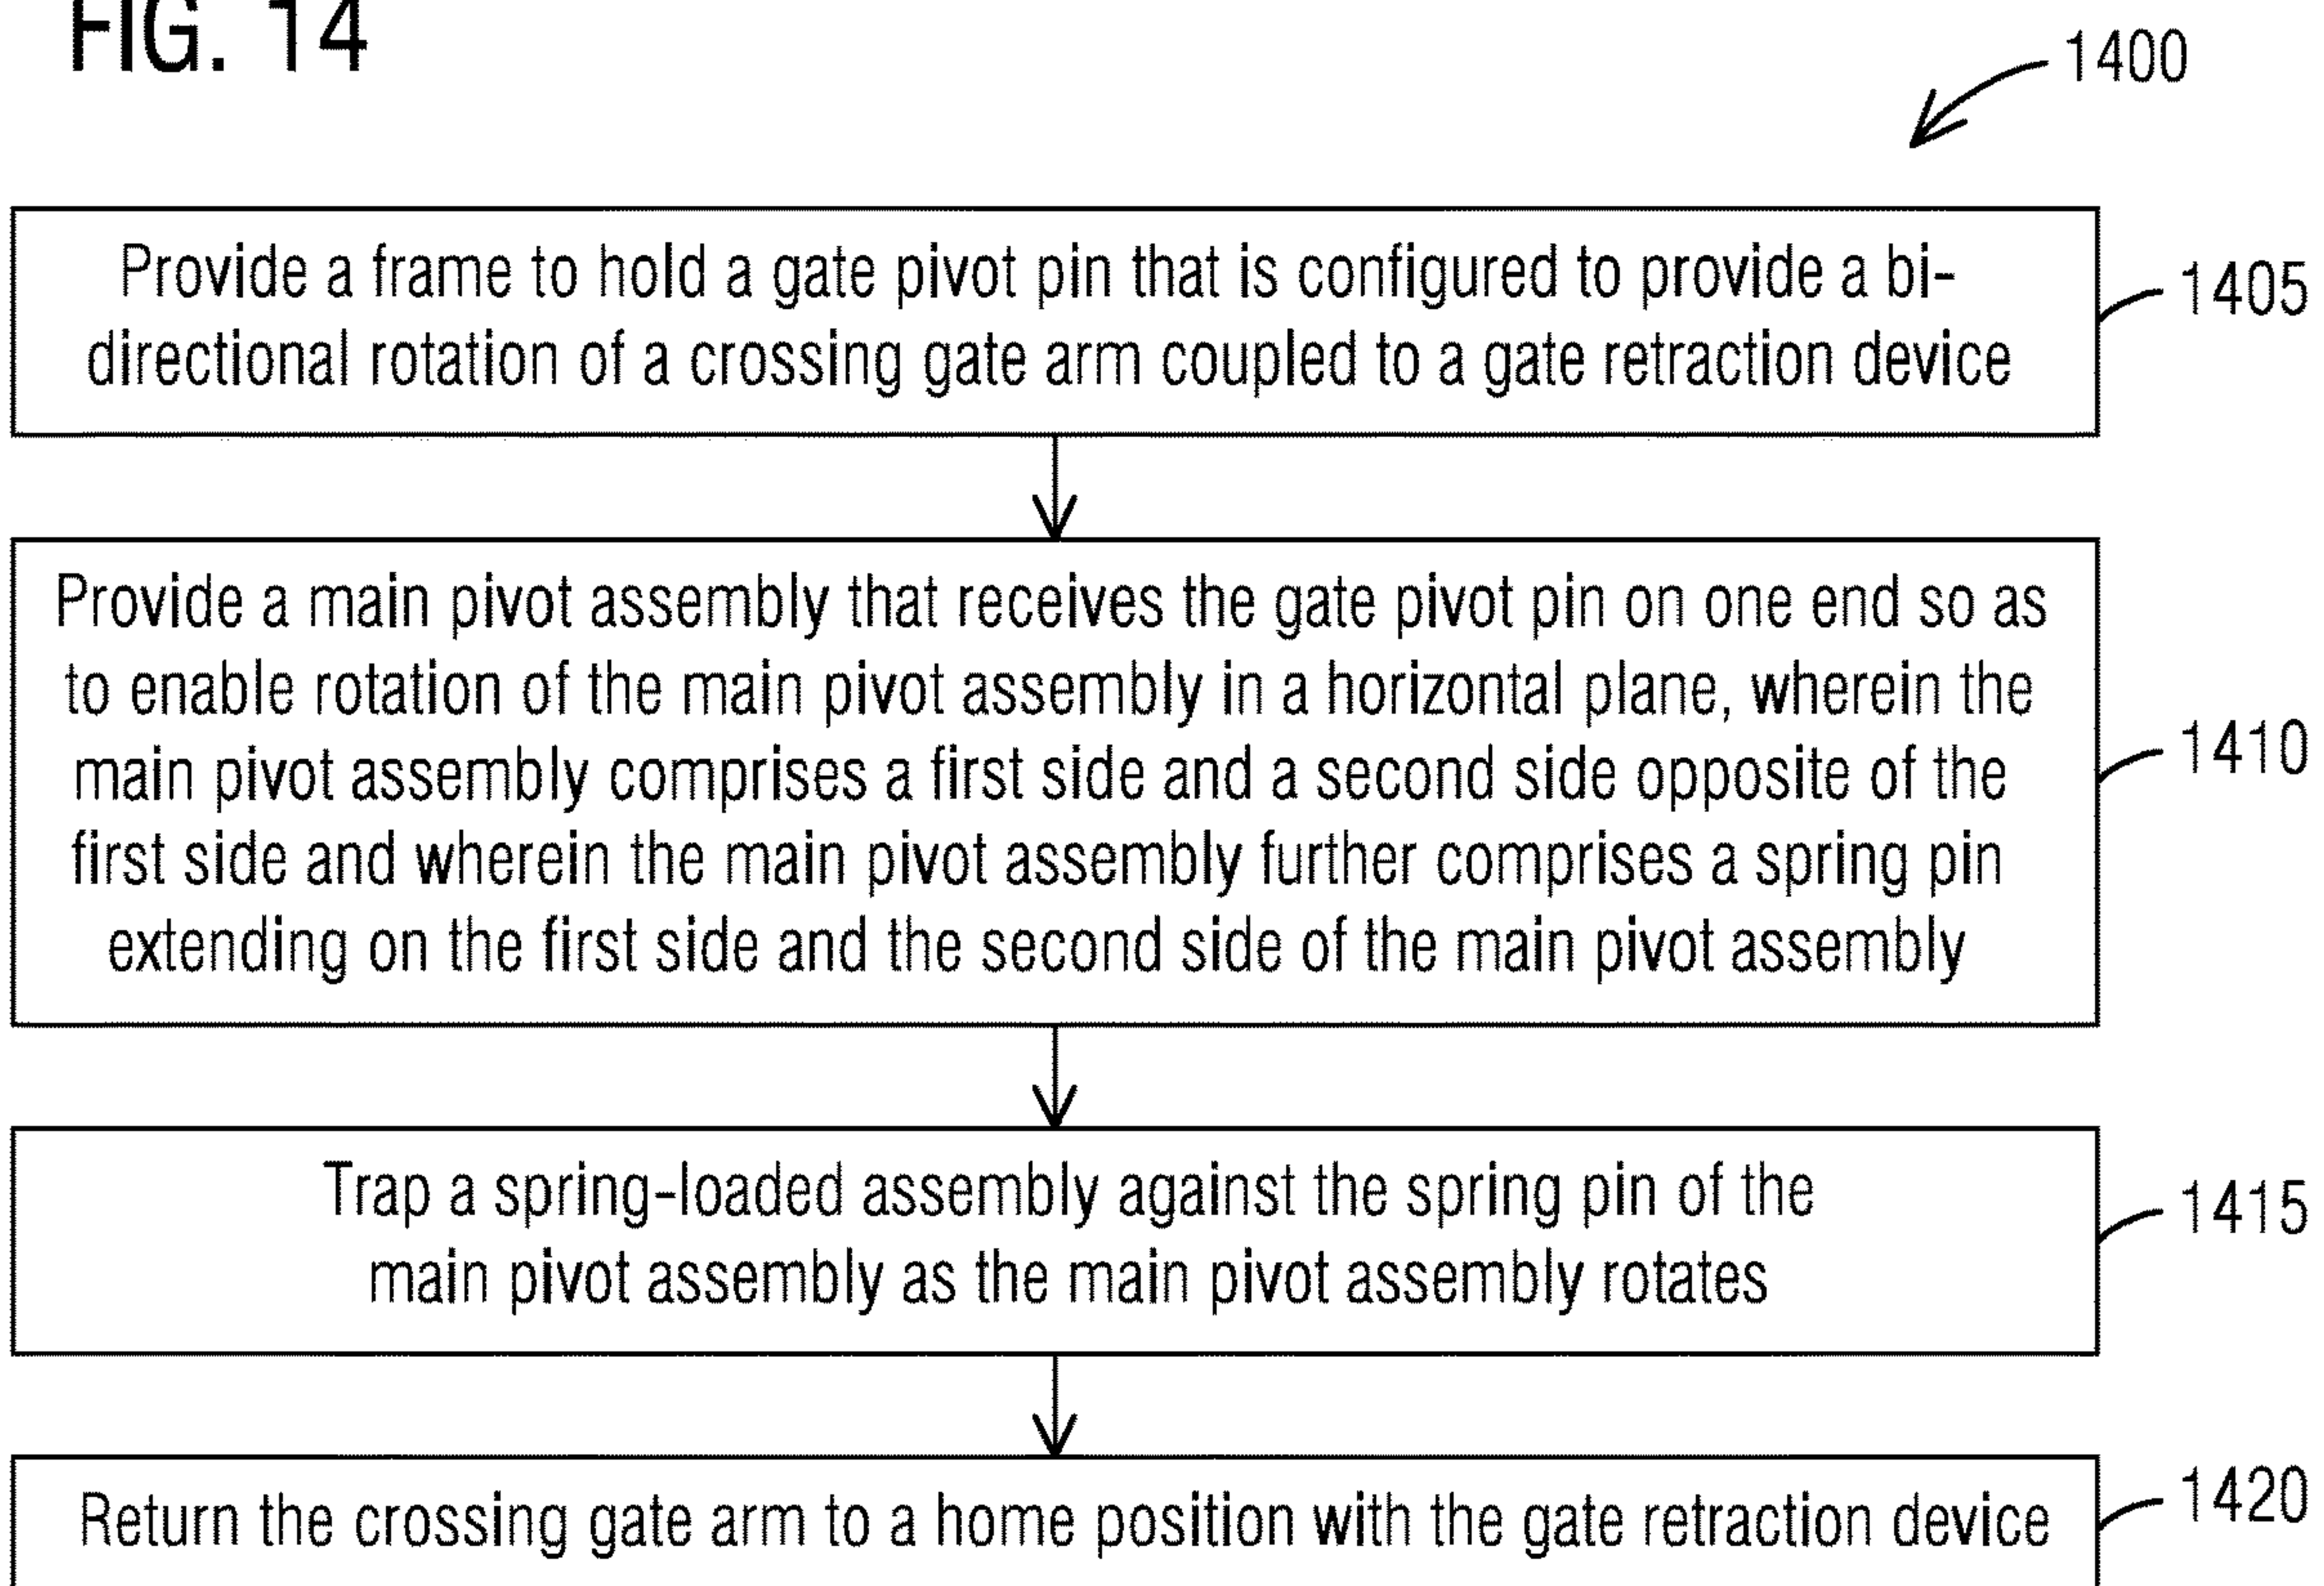 FIG. 14
1400
Provide a frame to hold a gate pivot pin that is configured to provide a bi-
directional rotation of a crossing gate arm coupled to a gate retraction device
1405
Provide a main pivot assembly that receives the gate pivot pin on one end so as
to enable rotation of the main pivot assembly in a horizontal plane, wherein the
main pivot assembly comprises a first side and a second side opposite of the
first side and wherein the main pivot assembly further comprises a spring pin
extending on the first side and the second side of the main pivot assembly
1410
Trap a spring-loaded assembly against the spring pin of the
main pivot assembly as the main pivot assembly rotates
1415
Return the crossing gate arm to a home position with the gate retraction device
1420